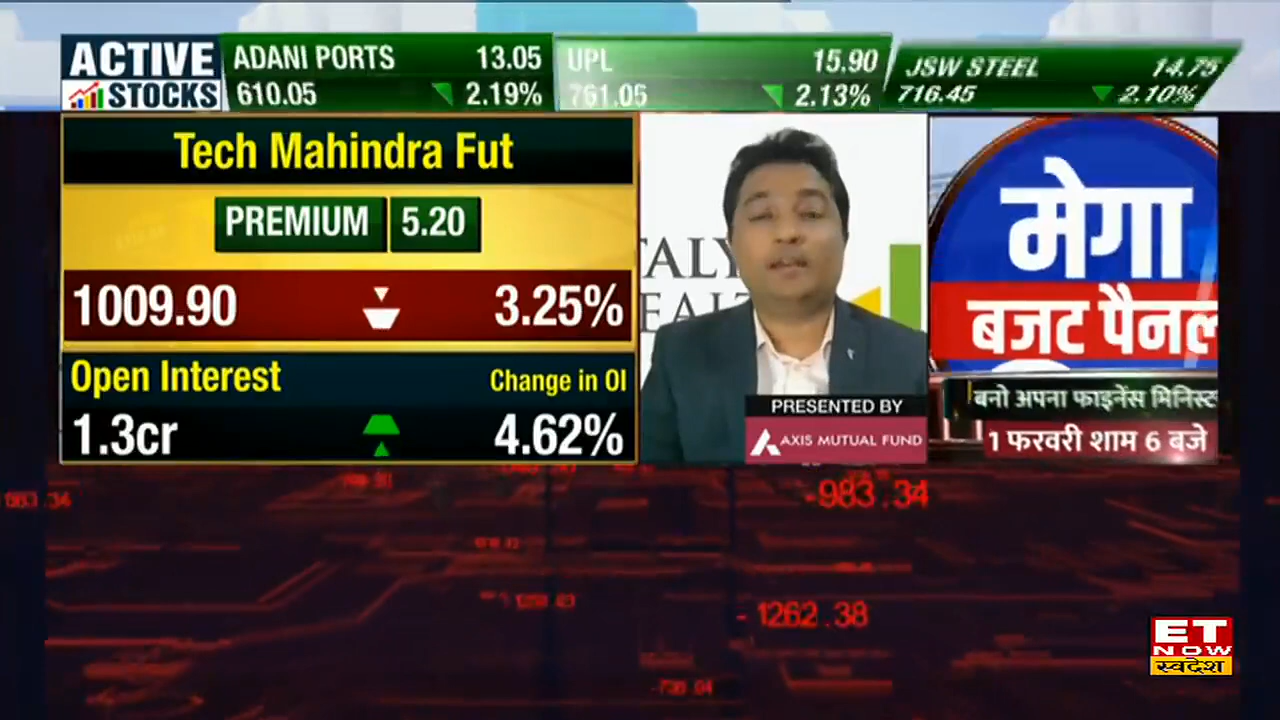 ACTIVE STOCKS
ADANI PORTS 13.05
610.05 2.19%
UPL 15.90
761.05 2.13%
JSW STEEL 14.75
716.45 2.10%
Tech Mahindra Fut
PREMIUM 5.20
1009.90 3.25%
Open Interest Change in OI
1.3cr 4.62%
PRESENTED BY
AXIS MUTUAL FUND
मेगा
बजट पैनल
बनो अपना फाइनेंस मिनिस्ट
1 फरवरी शाम 6 बजे
-983.34
- 1262.38
ET
NOW
स्वदेश